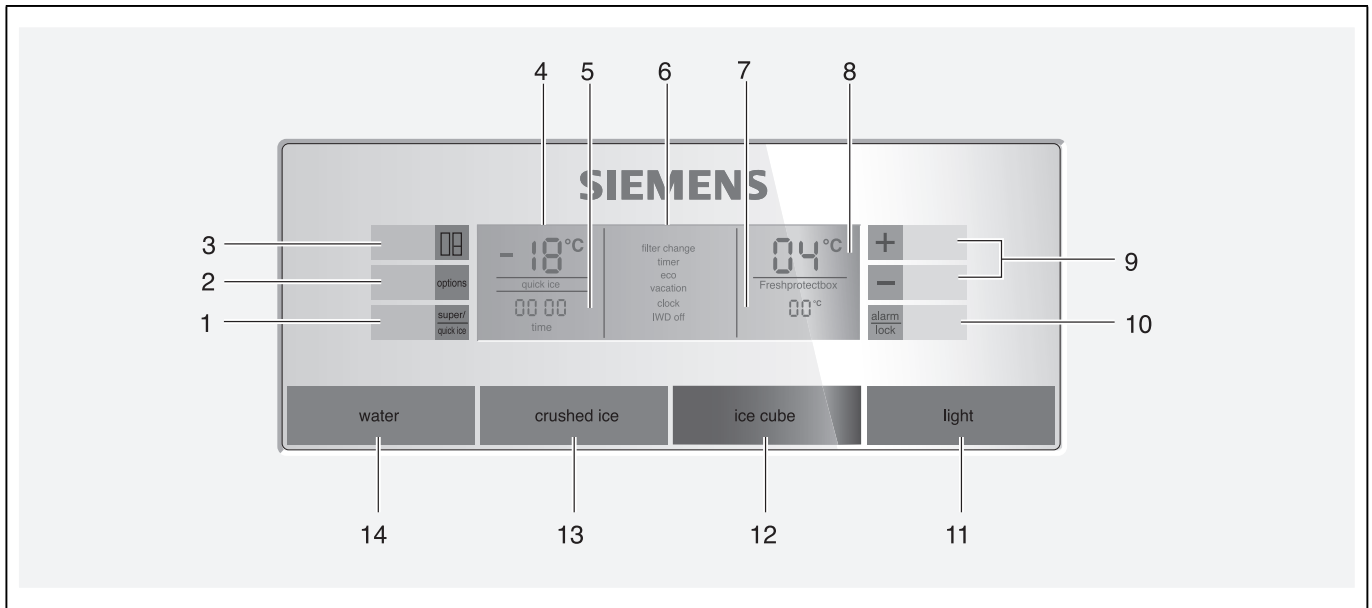 4 5 6 7 8
SIEMENS
3
2 options
1 super/
quick ice
- 18 °C
quick ice
00 00
time
filter change
timer
eco
vacation
clock
IWD off
04 °C
Freshprotectbox
00 °C
+
−
9
alarm
lock
10
water crushed ice ice cube light
14 13 12 11